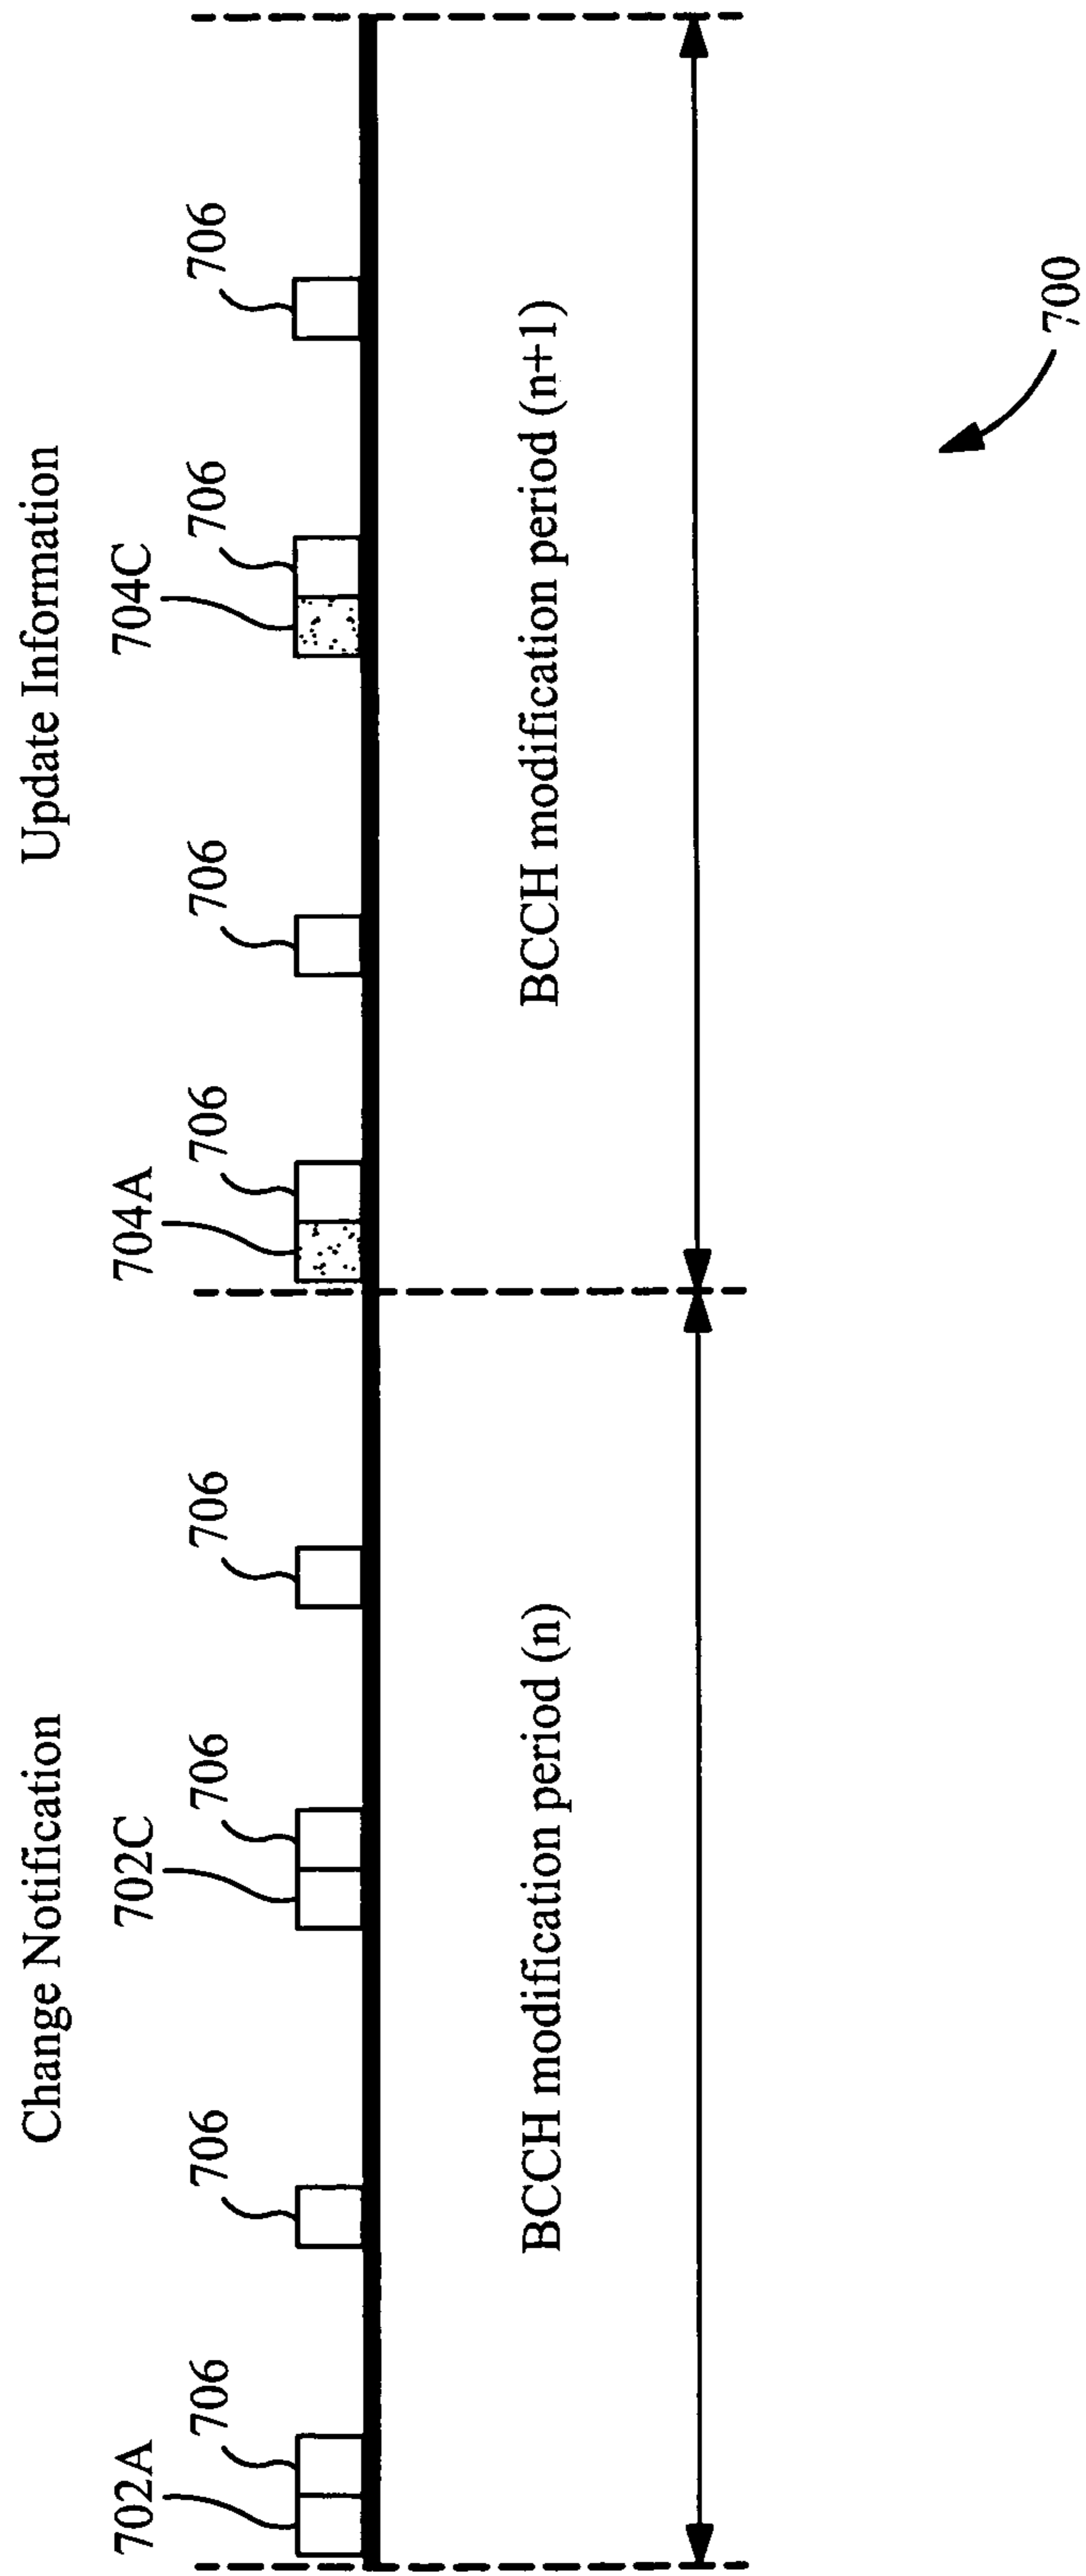 Change Notification
Update Information
702A
706
706
702C
706
706
704A
706
706
704C
706
706
BCCH modification period (n)
BCCH modification period (n+1)
700